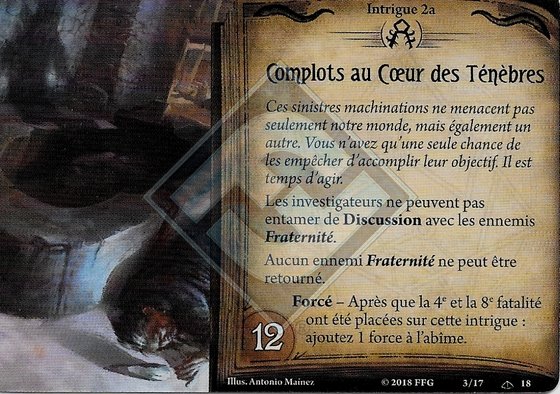 Intrigue 2a
Complots au Cœur des Ténèbres
Ces sinistres machinations ne menacent pas
seulement notre monde, mais également un
autre. Vous n'avez qu'une seule chance de
les empêcher d'accomplir leur objectif. Il est
temps d'agir.
Les investigateurs ne peuvent pas
entamer de Discussion avec les ennemis
Fraternité.
Aucun ennemi Fraternité ne peut être
retourné.
Forcé – Après que la 4e et la 8e fatalité
ont été placées sur cette intrigue :
ajoutez 1 force à l'abîme.
12
Illus. Antonio Maínez
© 2018 FFG
3/17
18